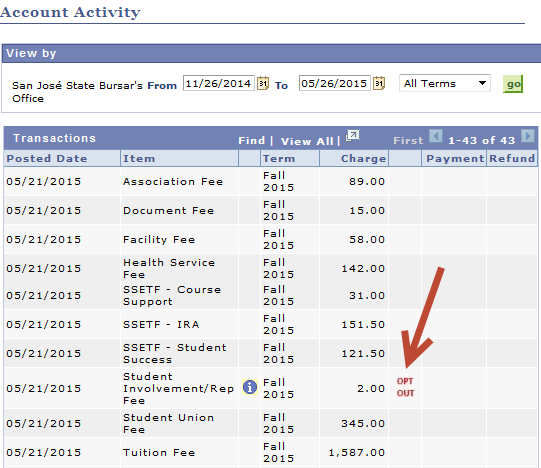 Account Activity
View by
San José State Bursar's Office From 11/26/2014 31 To 05/26/2015 31 All Terms go
Transactions Find | View All | First 1-43 of 43
Posted Date Item Term Charge Payment Refund
05/21/2015 Association Fee Fall 2015 89.00
05/21/2015 Document Fee Fall 2015 15.00
05/21/2015 Facility Fee Fall 2015 58.00
05/21/2015 Health Service Fee Fall 2015 142.00
05/21/2015 SSETF - Course Support Fall 2015 31.00
05/21/2015 SSETF - IRA Fall 2015 151.50
05/21/2015 SSETF - Student Success Fall 2015 121.50
05/21/2015 Student Involvement/Rep Fee i Fall 2015 2.00 OPT OUT
05/21/2015 Student Union Fee Fall 2015 345.00
05/21/2015 Tuition Fee Fall 2015 1,587.00